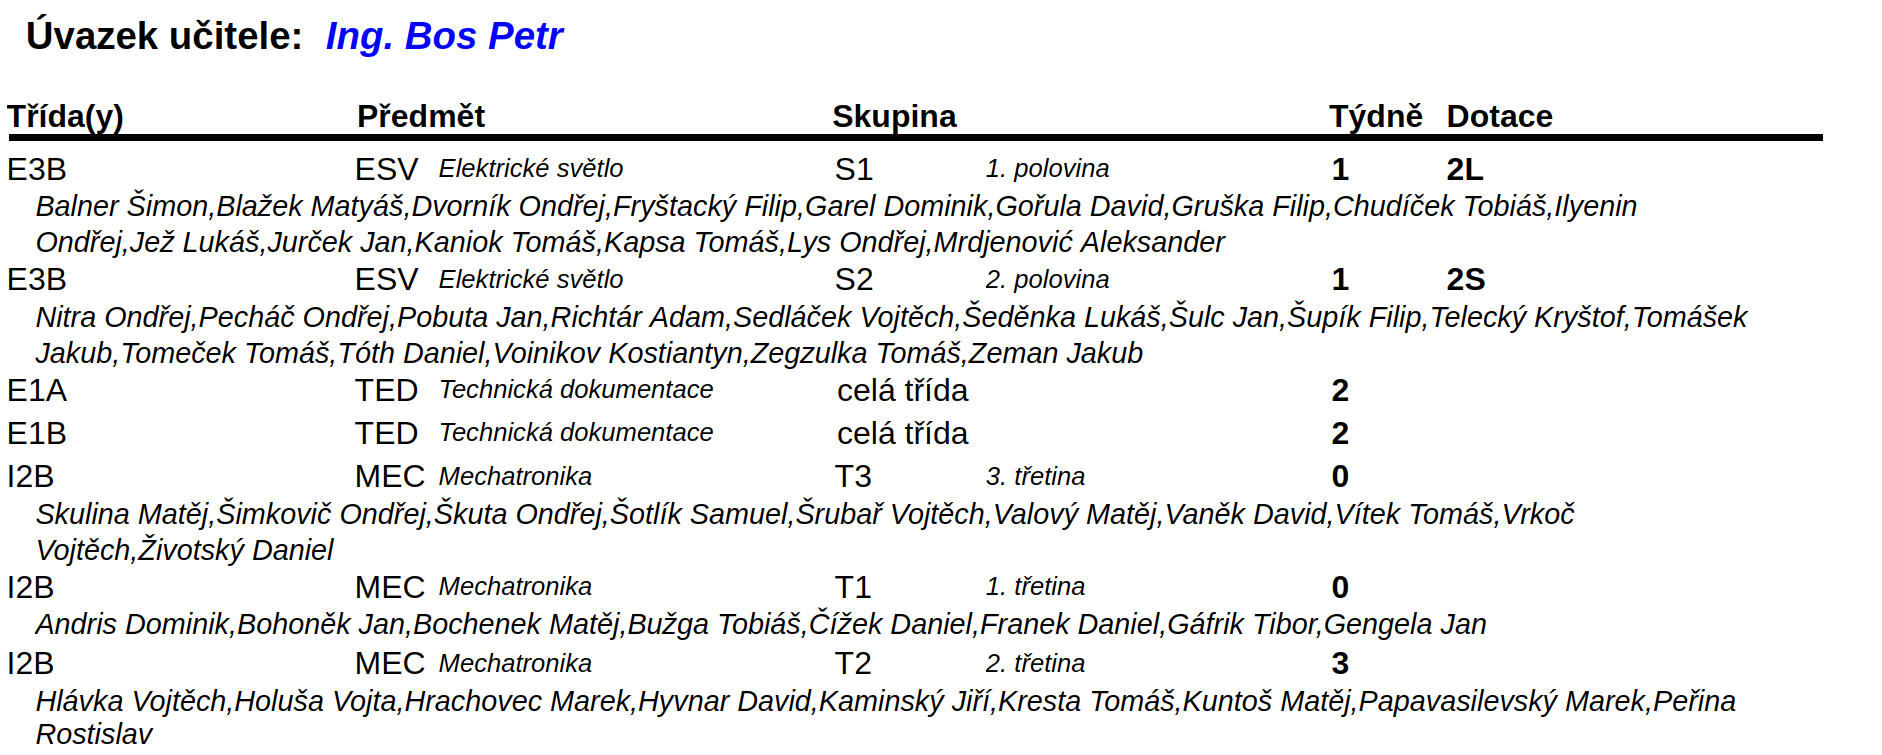 Úvazek učitele: Ing. Bos Petr
Třída(y) Předmět Skupina Týdně Dotace
E3B ESV Elektrické světlo S1 1. polovina 1 2L
Balner Šimon,Blažek Matyáš,Dvorník Ondřej,Fryštacký Filip,Garel Dominik,Gořula David,Gruška Filip,Chudíček Tobiáš,Ilyenin
Ondřej,Jež Lukáš,Jurček Jan,Kaniok Tomáš,Kapsa Tomáš,Lys Ondřej,Mrdjenović Aleksander
E3B ESV Elektrické světlo S2 2. polovina 1 2S
Nitra Ondřej,Pecháč Ondřej,Pobuta Jan,Richtár Adam,Sedláček Vojtěch,Šeděnka Lukáš,Šulc Jan,Šupík Filip,Telecký Kryštof,Tomášek
Jakub,Tomeček Tomáš,Tóth Daniel,Voinikov Kostiantyn,Zegzulka Tomáš,Zeman Jakub
E1A TED Technická dokumentace celá třída 2
E1B TED Technická dokumentace celá třída 2
I2B MEC Mechatronika T3 3. třetina 0
Skulina Matěj,Šimkovič Ondřej,Škuta Ondřej,Šotlík Samuel,Šrubař Vojtěch,Valový Matěj,Vaněk David,Vítek Tomáš,Vrkoč
Vojtěch,Životský Daniel
I2B MEC Mechatronika T1 1. třetina 0
Andris Dominik,Bohoněk Jan,Bochenek Matěj,Bužga Tobiáš,Čížek Daniel,Franek Daniel,Gáfrik Tibor,Gengela Jan
I2B MEC Mechatronika T2 2. třetina 3
Hlávka Vojtěch,Holuša Vojta,Hrachovec Marek,Hyvnar David,Kaminský Jiří,Kresta Tomáš,Kuntoš Matěj,Papavasilevský Marek,Peřina
Rostislav